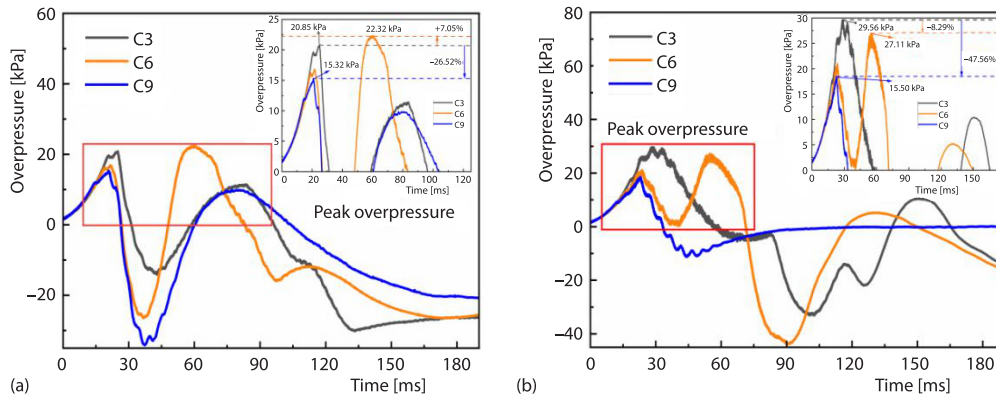 Overpressure [kPa]
60
40
20
0
−20
C3
C6
C9
Overpressure [kPa]
25
20
15
10
5
0
20.85 kPa
22.32 kPa
+7.05%
15.32 kPa
−26.52%
C3
C6
C9
0 20 40 60 80 100 120
Time [ms]
Peak overpressure
0 30 60 90 120 150 180
Time [ms]
(a)
Overpressure [kPa]
80
60
40
20
0
−20
−40
C3
C6
C9
Peak overpressure
Overpressure [kPa]
30
25
20
15
10
5
0
29.56 kPa
−8.29%
27.11 kPa
−47.56%
15.50 kPa
C3
C6
C9
0 30 60 90 120 150
Time [ms]
0 30 60 90 120 150 180
Time [ms]
(b)